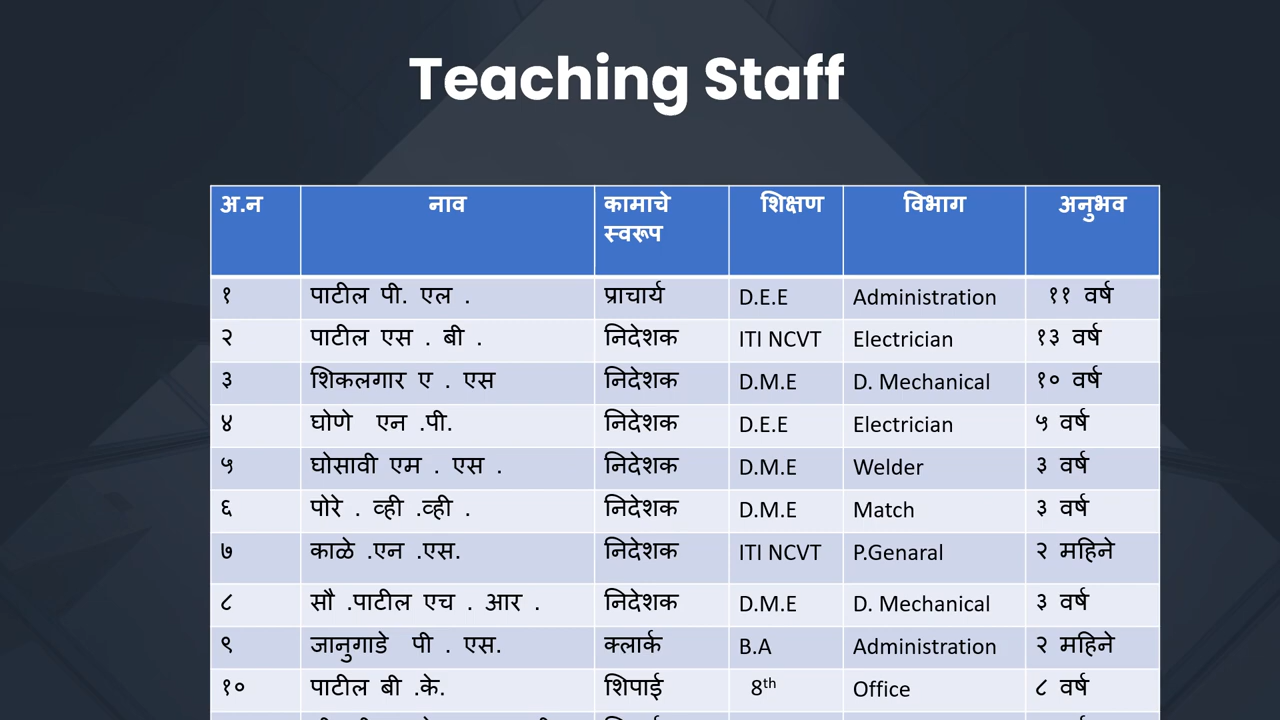 Teaching Staff
अ.न नाव कामाचे स्वरूप शिक्षण विभाग अनुभव
१ पाटील पी. एल . प्राचार्य D.E.E Administration ११ वर्ष
२ पाटील एस . बी . निदेशक ITI NCVT Electrician १३ वर्ष
३ शिकलगार ए . एस निदेशक D.M.E D. Mechanical १० वर्ष
४ घोणे एन .पी. निदेशक D.E.E Electrician ५ वर्ष
५ घोसावी एम . एस . निदेशक D.M.E Welder ३ वर्ष
६ पोरे . व्ही .व्ही . निदेशक D.M.E Match ३ वर्ष
७ काळे .एन .एस. निदेशक ITI NCVT P.Genaral २ महिने
८ सौ .पाटील एच . आर . निदेशक D.M.E D. Mechanical ३ वर्ष
९ जानुगाडे पी . एस. क्लार्क B.A Administration २ महिने
१० पाटील बी .के. शिपाई 8th Office ८ वर्ष